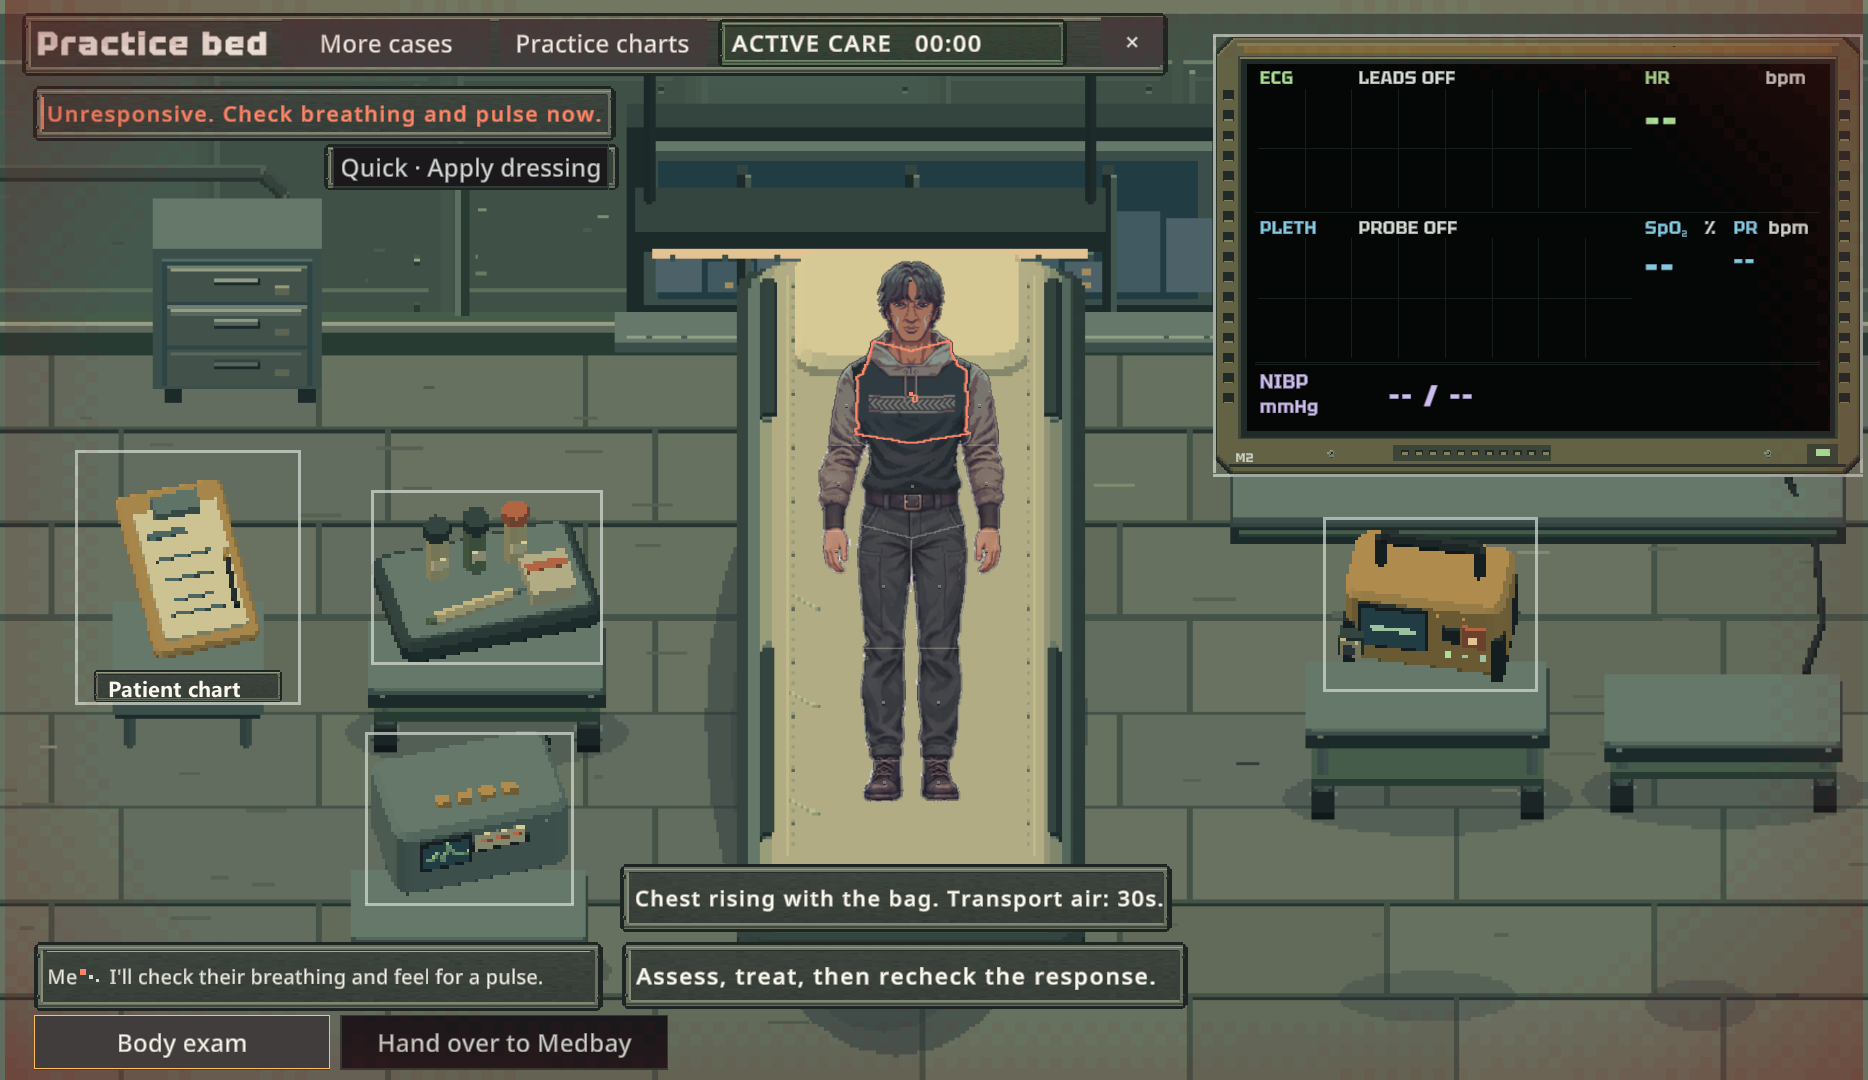 Practice bed
More cases
Practice charts
ACTIVE CARE 00:00
×
Unresponsive. Check breathing and pulse now.
Quick · Apply dressing
ECG LEADS OFF HR bpm
--
PLETH PROBE OFF SpO₂ % PR bpm
-- --
NIBP
mmHg
-- / --
M2
Patient chart
Chest rising with the bag. Transport air: 30s.
Me I'll check their breathing and feel for a pulse.
Assess, treat, then recheck the response.
Body exam
Hand over to Medbay